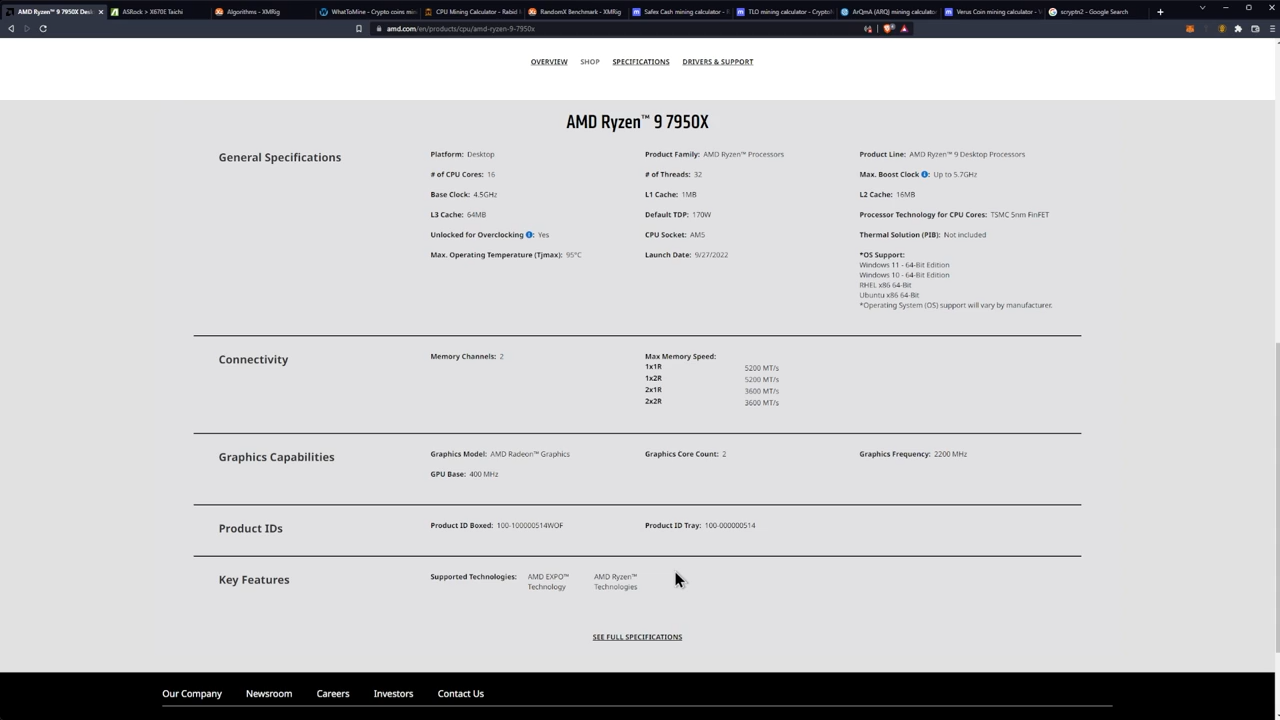 AMD Ryzen™ 9 7950X Desk
ASRock > X670E Taichi
Algorithms - XMRig
WhatToMine - Crypto coins min
CPU Mining Calculator - Rabid
RandomX Benchmark - XMRig
Safex Cash mining calculator -
TLO mining calculator - Crypto
ArQmA (ARQ) mining calculator
Verus Coin mining calculator -
scryptn2 - Google Search
amd.com/en/products/cpu/amd-ryzen-9-7950x
OVERVIEW SHOP SPECIFICATIONS DRIVERS & SUPPORT
AMD Ryzen™ 9 7950X
General Specifications
Platform: Desktop
Product Family: AMD Ryzen™ Processors
Product Line: AMD Ryzen™ 9 Desktop Processors
# of CPU Cores: 16
# of Threads: 32
Max. Boost Clock : Up to 5.7GHz
Base Clock: 4.5GHz
L1 Cache: 1MB
L2 Cache: 16MB
L3 Cache: 64MB
Default TDP: 170W
Processor Technology for CPU Cores: TSMC 5nm FinFET
Unlocked for Overclocking : Yes
CPU Socket: AM5
Thermal Solution (PIB): Not included
Max. Operating Temperature (Tjmax): 95°C
Launch Date: 9/27/2022
*OS Support:
Windows 11 - 64-Bit Edition
Windows 10 - 64-Bit Edition
RHEL x86 64-Bit
Ubuntu x86 64-Bit
*Operating System (OS) support will vary by manufacturer.
Connectivity
Memory Channels: 2
Max Memory Speed:
1x1R 5200 MT/s
1x2R 5200 MT/s
2x1R 3600 MT/s
2x2R 3600 MT/s
Graphics Capabilities
Graphics Model: AMD Radeon™ Graphics
Graphics Core Count: 2
Graphics Frequency: 2200 MHz
GPU Base: 400 MHz
Product IDs
Product ID Boxed: 100-100000514WOF
Product ID Tray: 100-000000514
Key Features
Supported Technologies:
AMD EXPO™
Technology
AMD Ryzen™
Technologies
SEE FULL SPECIFICATIONS
Our Company Newsroom Careers Investors Contact Us